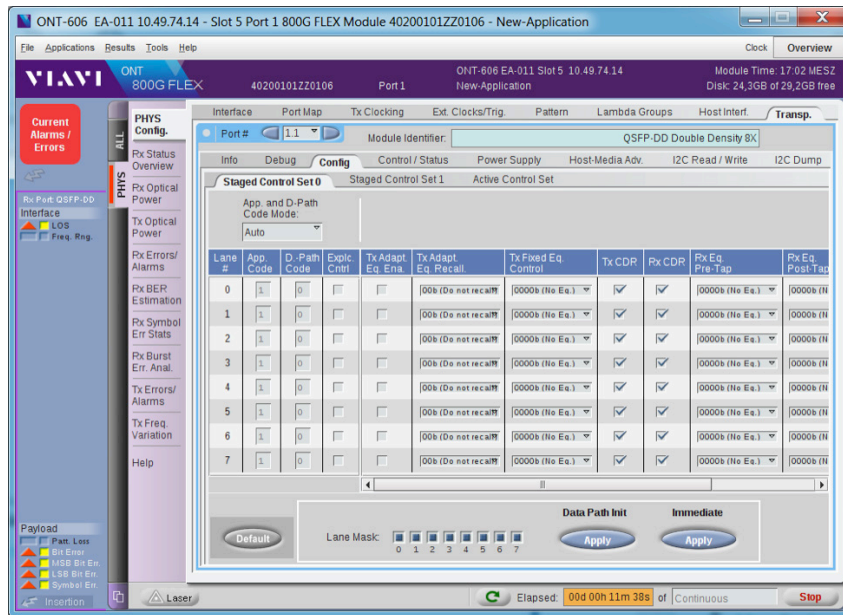 ONT-606 EA-011 10.49.74.14 - Slot 5 Port 1 800G FLEX Module 40200101ZZ0106 - New-Application
File Applications Results Tools Help Clock Overview
VIAVI ONT 800G FLEX 40200101ZZ0106 Port 1 ONT-606 EA-011 Slot 5 10.49.74.14 New-Application Module Time: 17:02 MESZ Disk: 24,3GB of 29,2GB free
Current Alarms / Errors
Rx Port: QSFP-DD
Interface
LOS
Freq. Rng.
Payload
Patt. Loss
Bit Error
MSB Bit Err.
LSB Bit Err.
Symbol Err.
Insertion
ALL
PHYS
PHYS Config.
Rx Status Overview
Rx Optical Power
Tx Optical Power
Rx Errors/ Alarms
Rx BER Estimation
Rx Symbol Err Stats
Rx Burst Err. Anal.
Tx Errors/ Alarms
Tx Freq. Variation
Help
Interface Port Map Tx Clocking Ext. Clocks/Trig. Pattern Lambda Groups Host Interf. Transp.
Port # 1.1 Module Identifier: QSFP-DD Double Density 8X
Info Debug Config Control / Status Power Supply Host-Media Adv. I2C Read / Write I2C Dump
Staged Control Set 0 Staged Control Set 1 Active Control Set
App. and D-Path
Code Mode:
Auto
Lane # App. Code D.-Path Code Explc. Cntrl Tx Adapt. Eq. Ena. Tx Adapt. Eq. Recall. Tx Fixed Eq. Control Tx CDR Rx CDR Rx Eq. Pre-Tap Rx Eq. Post-Tap
0 1 0 00b (Do not recall) 0000b (No Eq.) 0000b (No Eq.) 0000b (N
1 1 0 00b (Do not recall) 0000b (No Eq.) 0000b (No Eq.) 0000b (N
2 1 0 00b (Do not recall) 0000b (No Eq.) 0000b (No Eq.) 0000b (N
3 1 0 00b (Do not recall) 0000b (No Eq.) 0000b (No Eq.) 0000b (N
4 1 0 00b (Do not recall) 0000b (No Eq.) 0000b (No Eq.) 0000b (N
5 1 0 00b (Do not recall) 0000b (No Eq.) 0000b (No Eq.) 0000b (N
6 1 0 00b (Do not recall) 0000b (No Eq.) 0000b (No Eq.) 0000b (N
7 1 0 00b (Do not recall) 0000b (No Eq.) 0000b (No Eq.) 0000b (N
Data Path Init Immediate
Default Lane Mask: Apply Apply
0 1 2 3 4 5 6 7
Laser Elapsed: 00d 00h 11m 38s of Continuous Stop